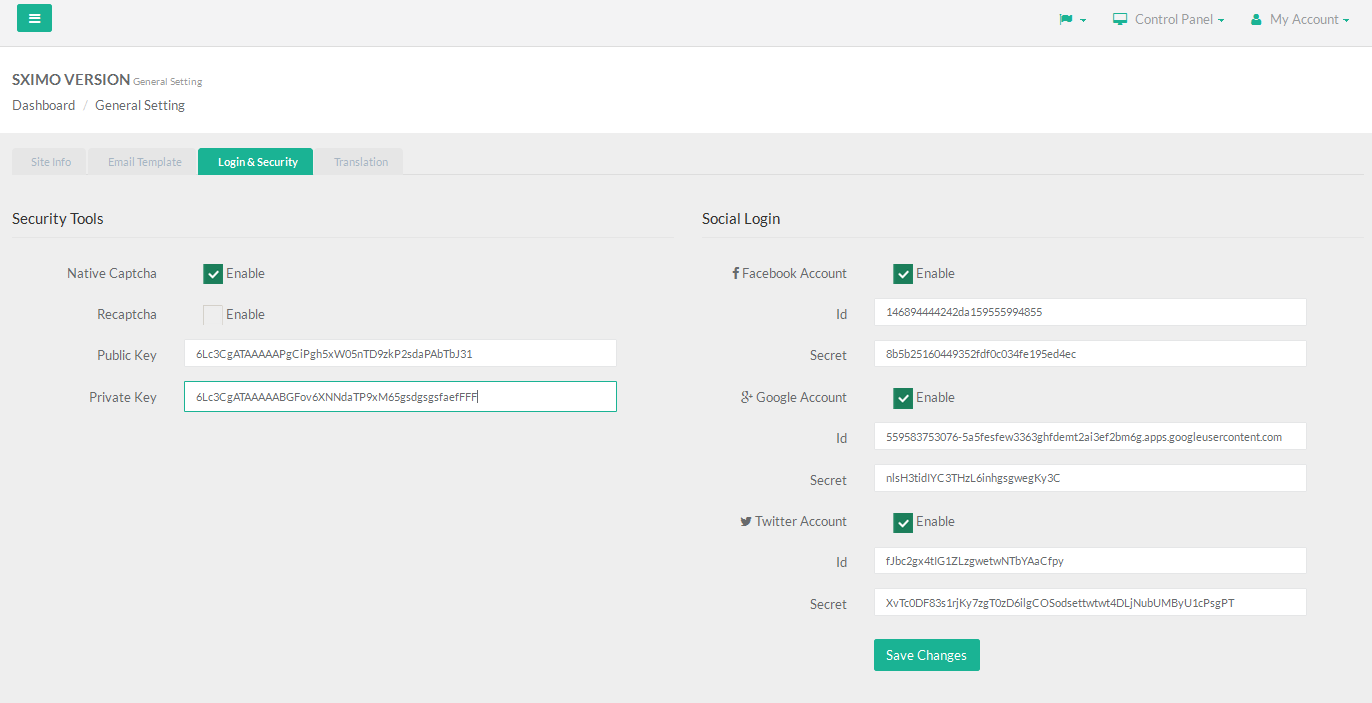 Control Panel
My Account
SXIMO VERSION General Setting
Dashboard / General Setting
Site Info
Email Template
Login & Security
Translation
Security Tools
Native Captcha Enable
Recaptcha Enable
Public Key 6Lc3CgATAAAAAPgCiPgh5xW05nTD9zkP2sdaPAbTbJ31
Private Key 6Lc3CgATAAAAABGFov6XNNdaTP9xM65gsdgsgsfaefFFF
Social Login
Facebook Account Enable
Id 146894444242da159555994855
Secret 8b5b25160449352fdf0c034fe195ed4ec
Google Account Enable
Id 559583753076-5a5fesfew3363ghfdemt2ai3ef2bm6g.apps.googleusercontent.com
Secret nlsH3tidIYC3THzL6inhgsgwegKy3C
Twitter Account Enable
Id fJbc2gx4tIG1ZLzgwetwNTbYAaCfpy
Secret XvTc0DF83s1rjKy7zgT0zD6ilgCOSodsettwtwt4DLjNubUMByU1cPsgPT
Save Changes